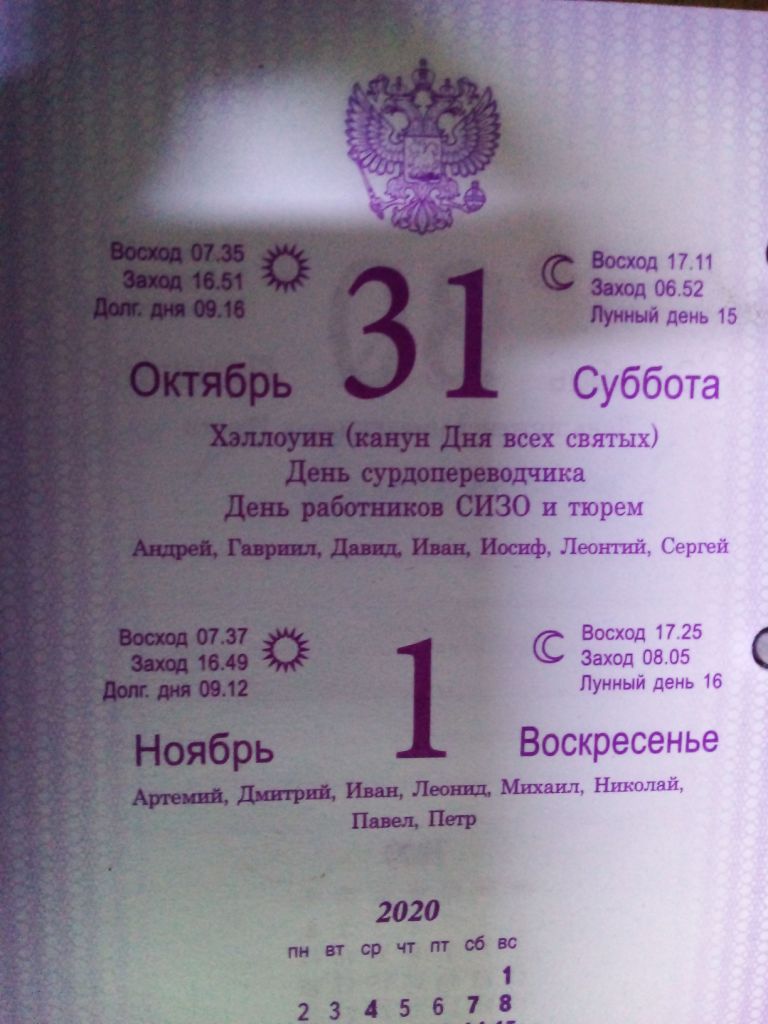 Восход 07.35
Заход 16.51
Долг. дня 09.16
31
Восход 17.11
Заход 06.52
Лунный день 15
Октябрь
Суббота
Хэллоуин (канун Дня всех святых)
День сурдопереводчика
День работников СИЗО и тюрем
Андрей, Гавриил, Давид, Иван, Иосиф, Леонтий, Сергей
Восход 07.37
Заход 16.49
Долг. дня 09.12
1
Восход 17.25
Заход 08.05
Лунный день 16
Ноябрь
Воскресенье
Артемий, Дмитрий, Иван, Леонид, Михаил, Николай,
Павел, Петр
2020
пн вт ср чт пт сб вс
1
2 3 4 5 6 7 8